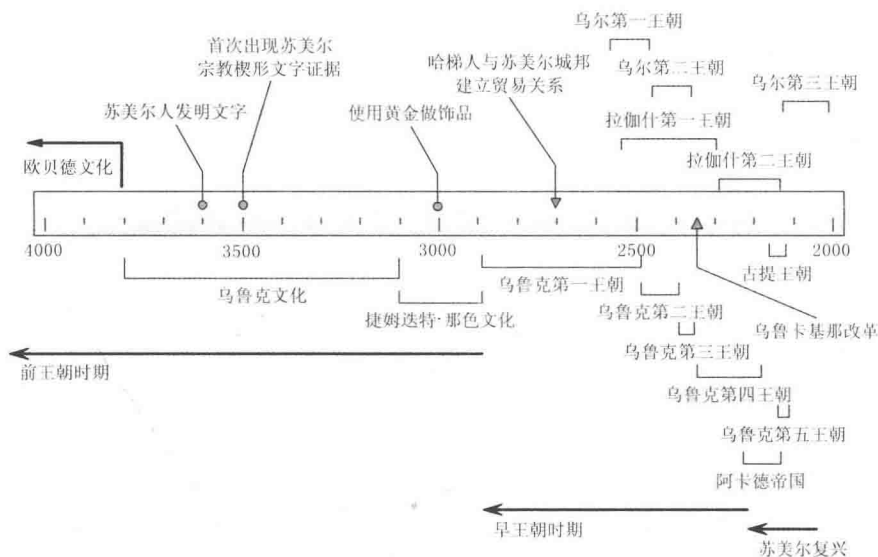 乌尔第一王朝
首次出现苏美尔
宗教楔形文字证据
哈梯人与苏美尔城邦
建立贸易关系
乌尔第二王朝
乌尔第三王朝
苏美尔人发明文字
使用黄金做饰品
拉伽什第一王朝
欧贝德文化
拉伽什第二王朝
4000 3500 3000 2500 2000
乌鲁克文化
乌鲁克第一王朝
古提王朝
捷姆迭特·那色文化
乌鲁克第二王朝
乌鲁卡基那改革
前王朝时期
乌鲁克第三王朝
乌鲁克第四王朝
乌鲁克第五王朝
阿卡德帝国
早王朝时期
苏美尔复兴